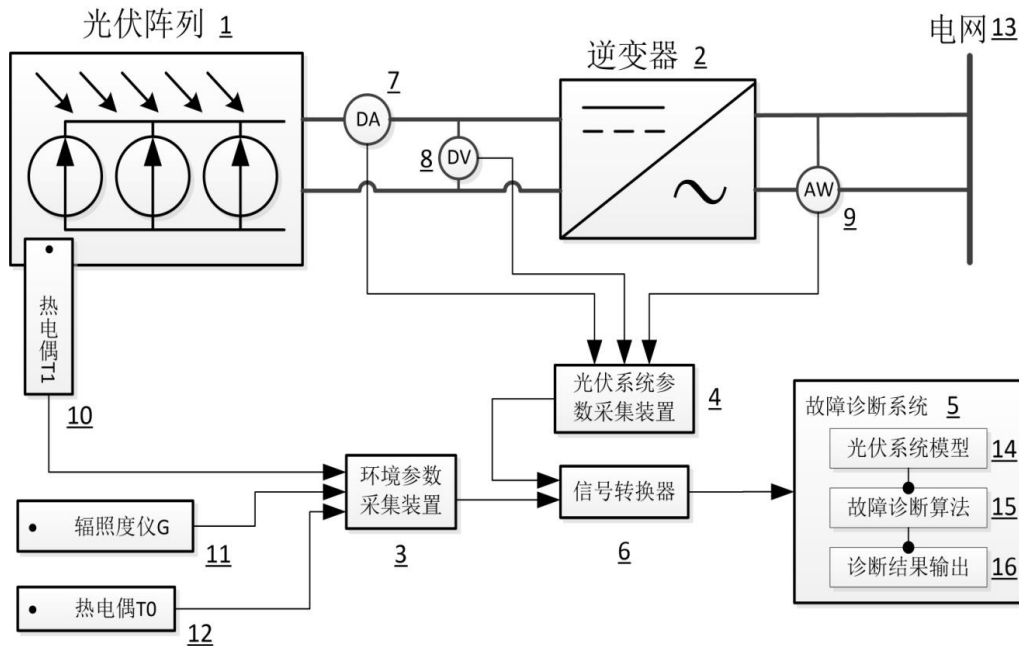 光伏阵列 1
逆变器 2
电网 13
7
DA
8
DV
AW
9
热电偶T1
10
光伏系统参
数采集装置
4
故障诊断系统 5
光伏系统模型 14
故障诊断算法 15
诊断结果输出 16
环境参数
采集装置
3
信号转换器
6
辐照度仪G
11
热电偶T0
12